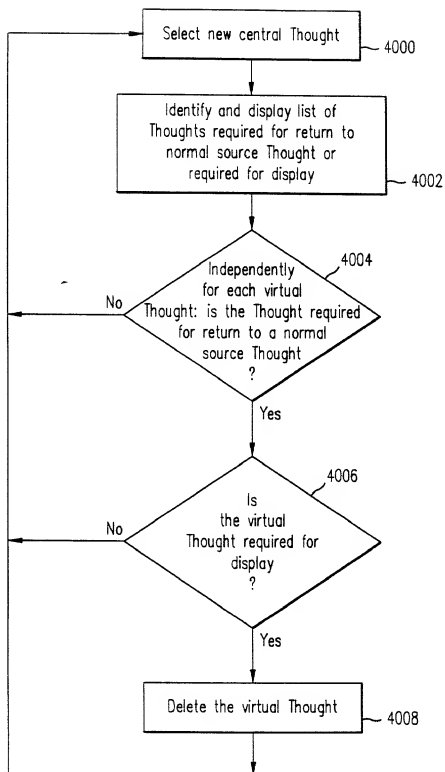 Select new central Thought
4000
Identify and display list of
Thoughts required for return to
normal source Thought or
required for display
4002
4004
Independently
for each virtual
Thought: is the Thought required
for return to a normal
source Thought
?
No
Yes
4006
Is
the virtual
Thought required for
display
?
No
Yes
Delete the virtual Thought
4008